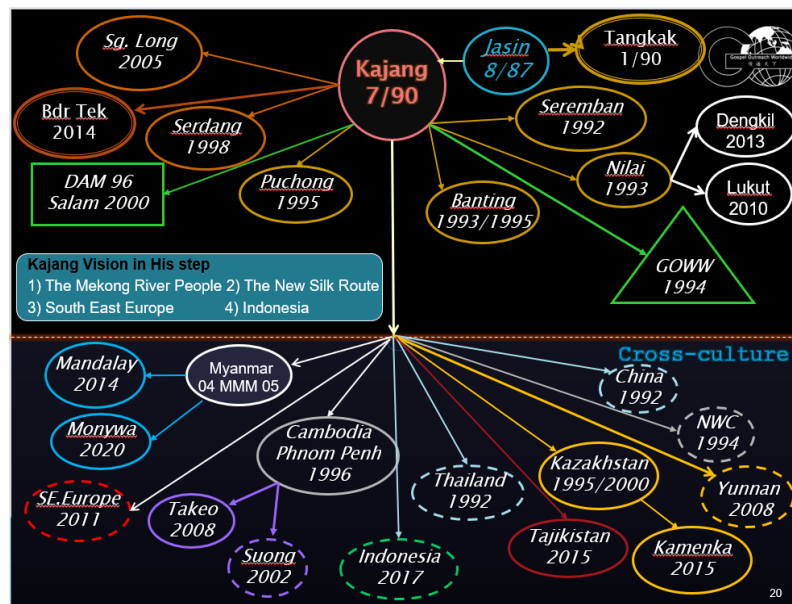 Sg. Long
2005
Kajang
7/90
Jasin
8/87
Tangkak
1/90
Gospel Outreach Worldwide
Bdr Tek
2014
Serdang
1998
Seremban
1992
Dengkil
2013
DAM 96
Salam 2000
Puchong
1995
Banting
1993/1995
Nilai
1993
Lukut
2010
GOWW
1994
Kajang Vision in His step
1) The Mekong River People 2) The New Silk Route
3) South East Europe 4) Indonesia
Cross-culture
Mandalay
2014
Myanmar
04 MMM 05
China
1992
Monywa
2020
Cambodia
Phnom Penh
1996
NWC
1994
SE.Europe
2011
Takeo
2008
Thailand
1992
Kazakhstan
1995/2000
Yunnan
2008
Suong
2002
Indonesia
2017
Tajikistan
2015
Kamenka
2015
20